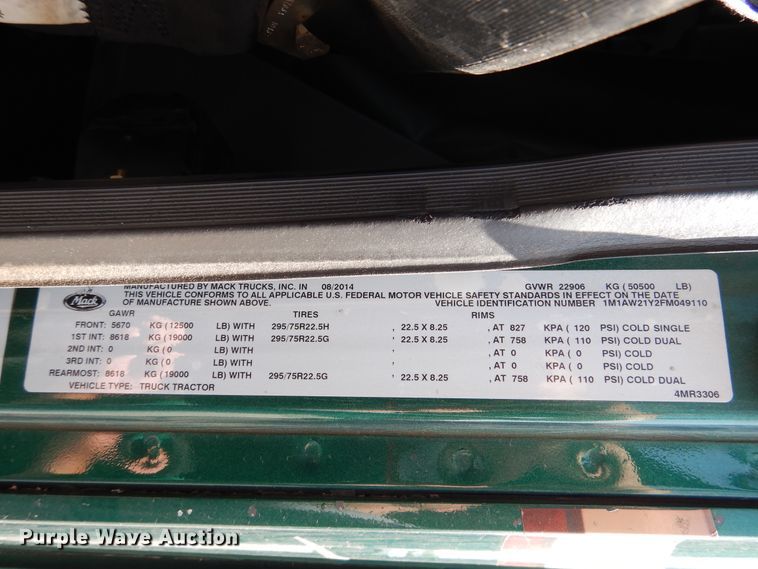 Mack
MANUFACTURED BY MACK TRUCKS, INC. IN 08/2014 GVWR 22906 KG ( 50500 LB)
THIS VEHICLE CONFORMS TO ALL APPLICABLE U.S. FEDERAL MOTOR VEHICLE SAFETY STANDARDS IN EFFECT ON THE DATE
OF MANUFACTURE SHOWN ABOVE. VEHICLE IDENTIFICATION NUMBER 1M1AW21Y2FM049110
GAWR TIRES RIMS
FRONT: 5670 KG (12500 LB) WITH 295/75R22.5H , 22.5 X 8.25 , AT 827 KPA ( 120 PSI) COLD SINGLE
1ST INT: 8618 KG (19000 LB) WITH 295/75R22.5G , 22.5 X 8.25 , AT 758 KPA ( 110 PSI) COLD DUAL
2ND INT: 0 KG ( 0 LB) WITH , , AT 0 KPA ( 0 PSI) COLD
3RD INT: 0 KG ( 0 LB) WITH , , AT 0 KPA ( 0 PSI) COLD
REARMOST: 8618 KG (19000 LB) WITH 295/75R22.5G , 22.5 X 8.25 , AT 758 KPA ( 110 PSI) COLD DUAL
VEHICLE TYPE: TRUCK TRACTOR 4MR3306
Purple Wave Auction